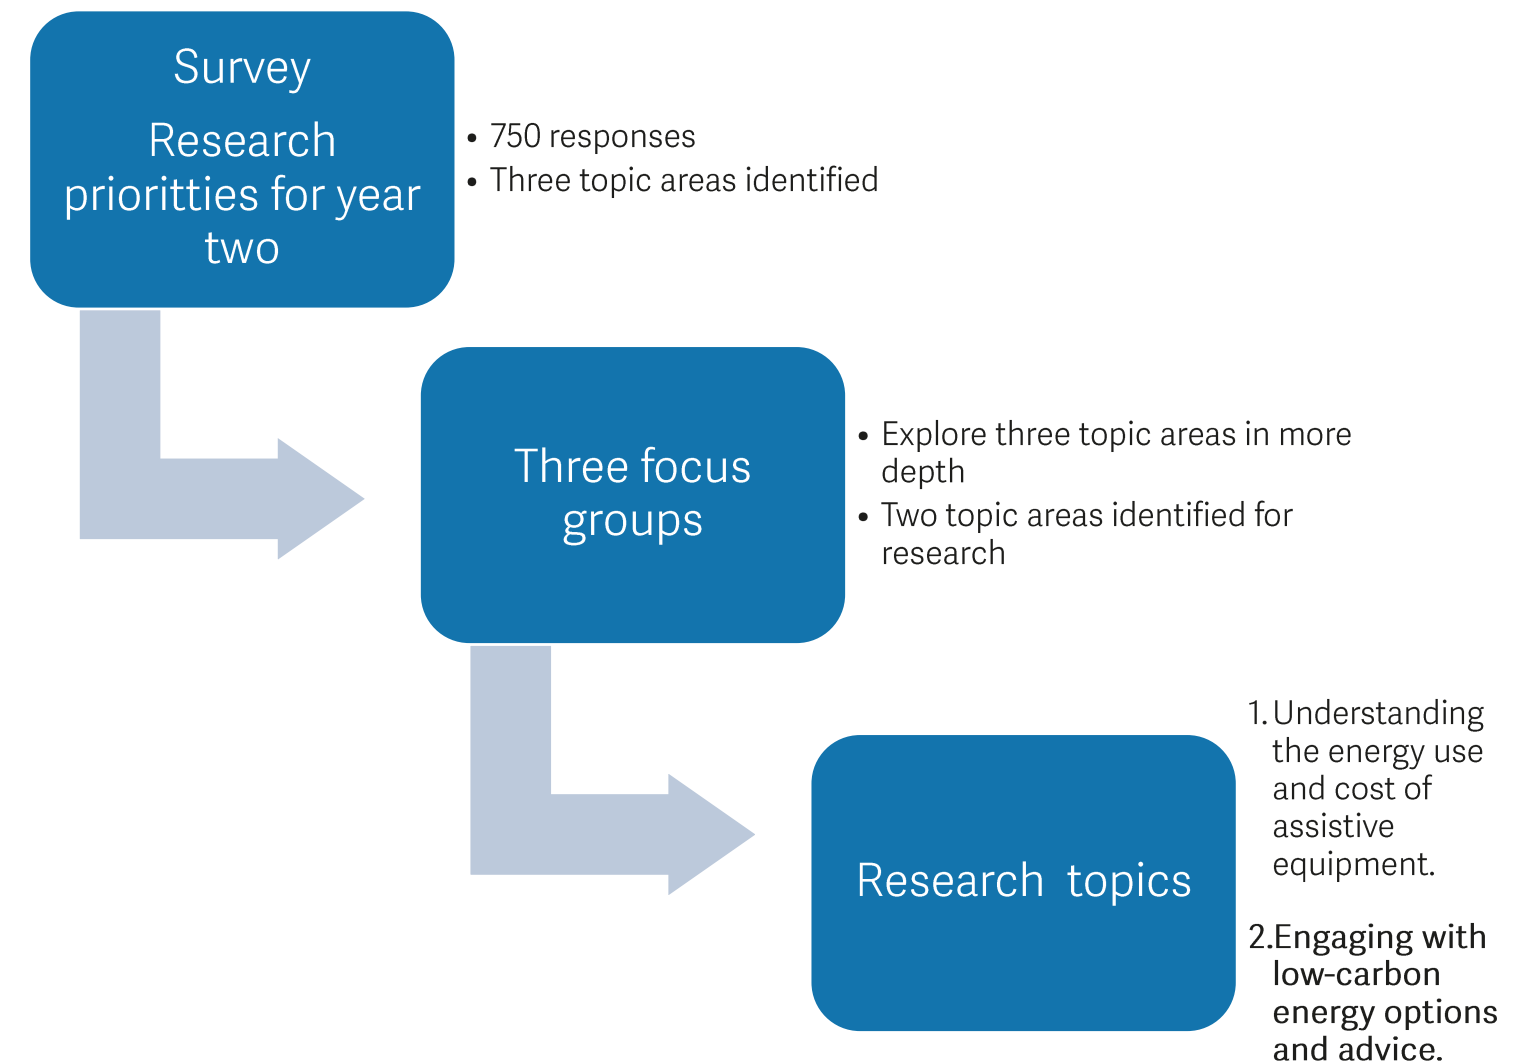 Survey
Research
prioritties for year
two
• 750 responses
• Three topic areas identified
Three focus
groups
• Explore three topic areas in more
depth
• Two topic areas identified for
research
Research topics
1. Understanding
the energy use
and cost of
assistive
equipment.
2.Engaging with
low-carbon
energy options
and advice.